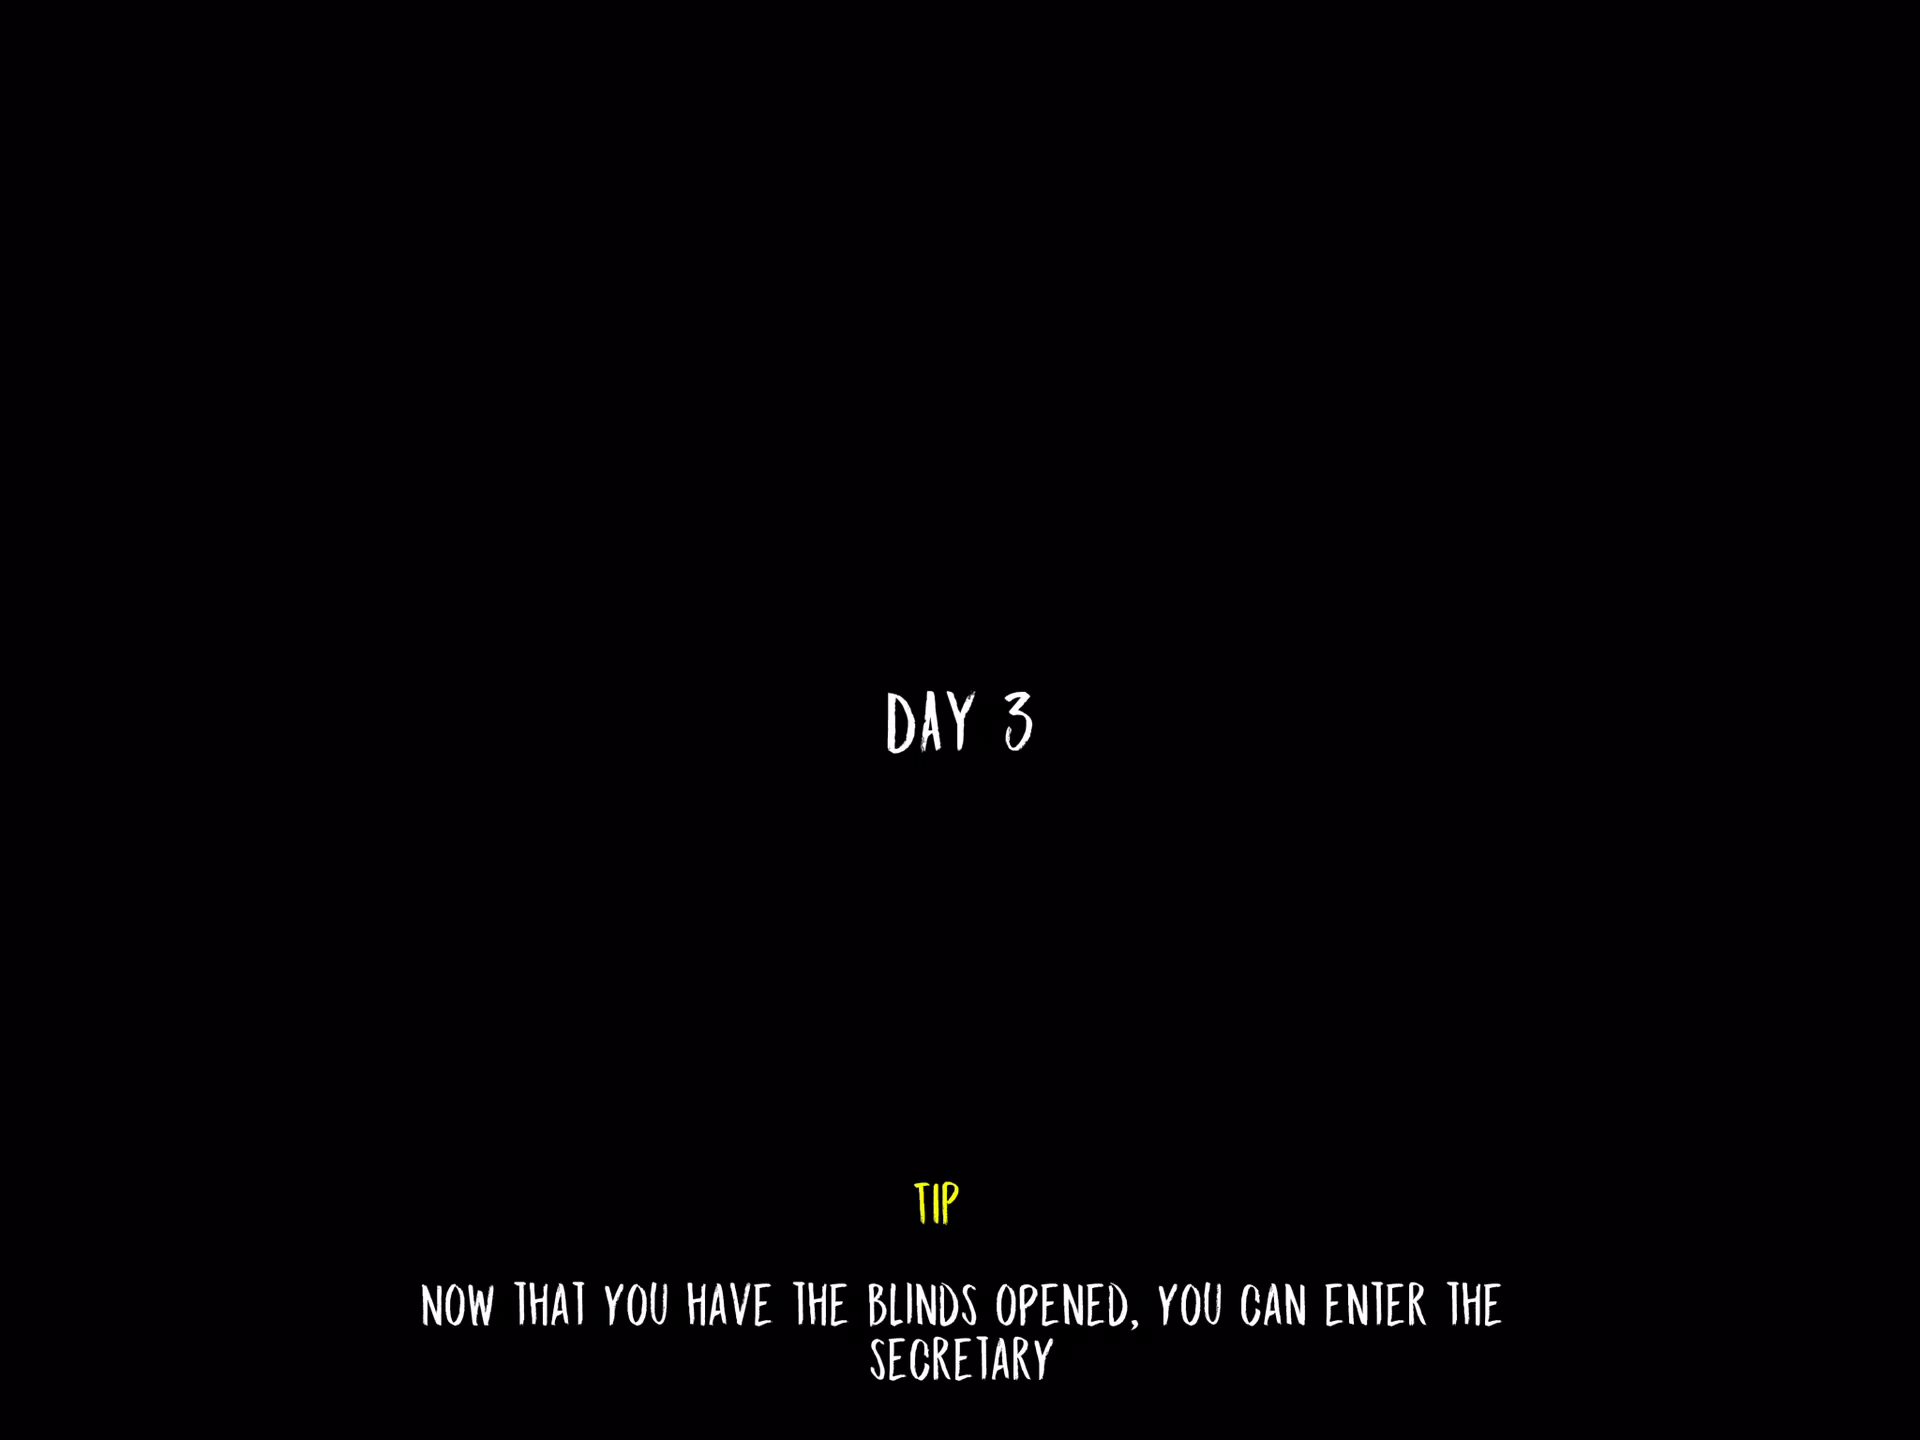 DAY 3
TIP
NOW THAT YOU HAVE THE BLINDS OPENED, YOU CAN ENTER THE
SECRETARY